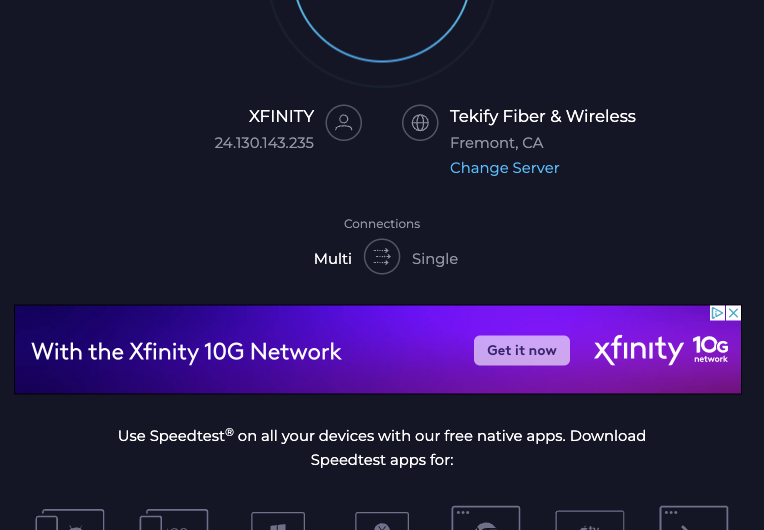 XFINITY
24.130.143.235
Tekify Fiber & Wireless
Fremont, CA
Change Server
Connections
Multi
Single
With the Xfinity 10G Network
Get it now
xfinity 10G
network
Use Speedtest® on all your devices with our free native apps. Download
Speedtest apps for: